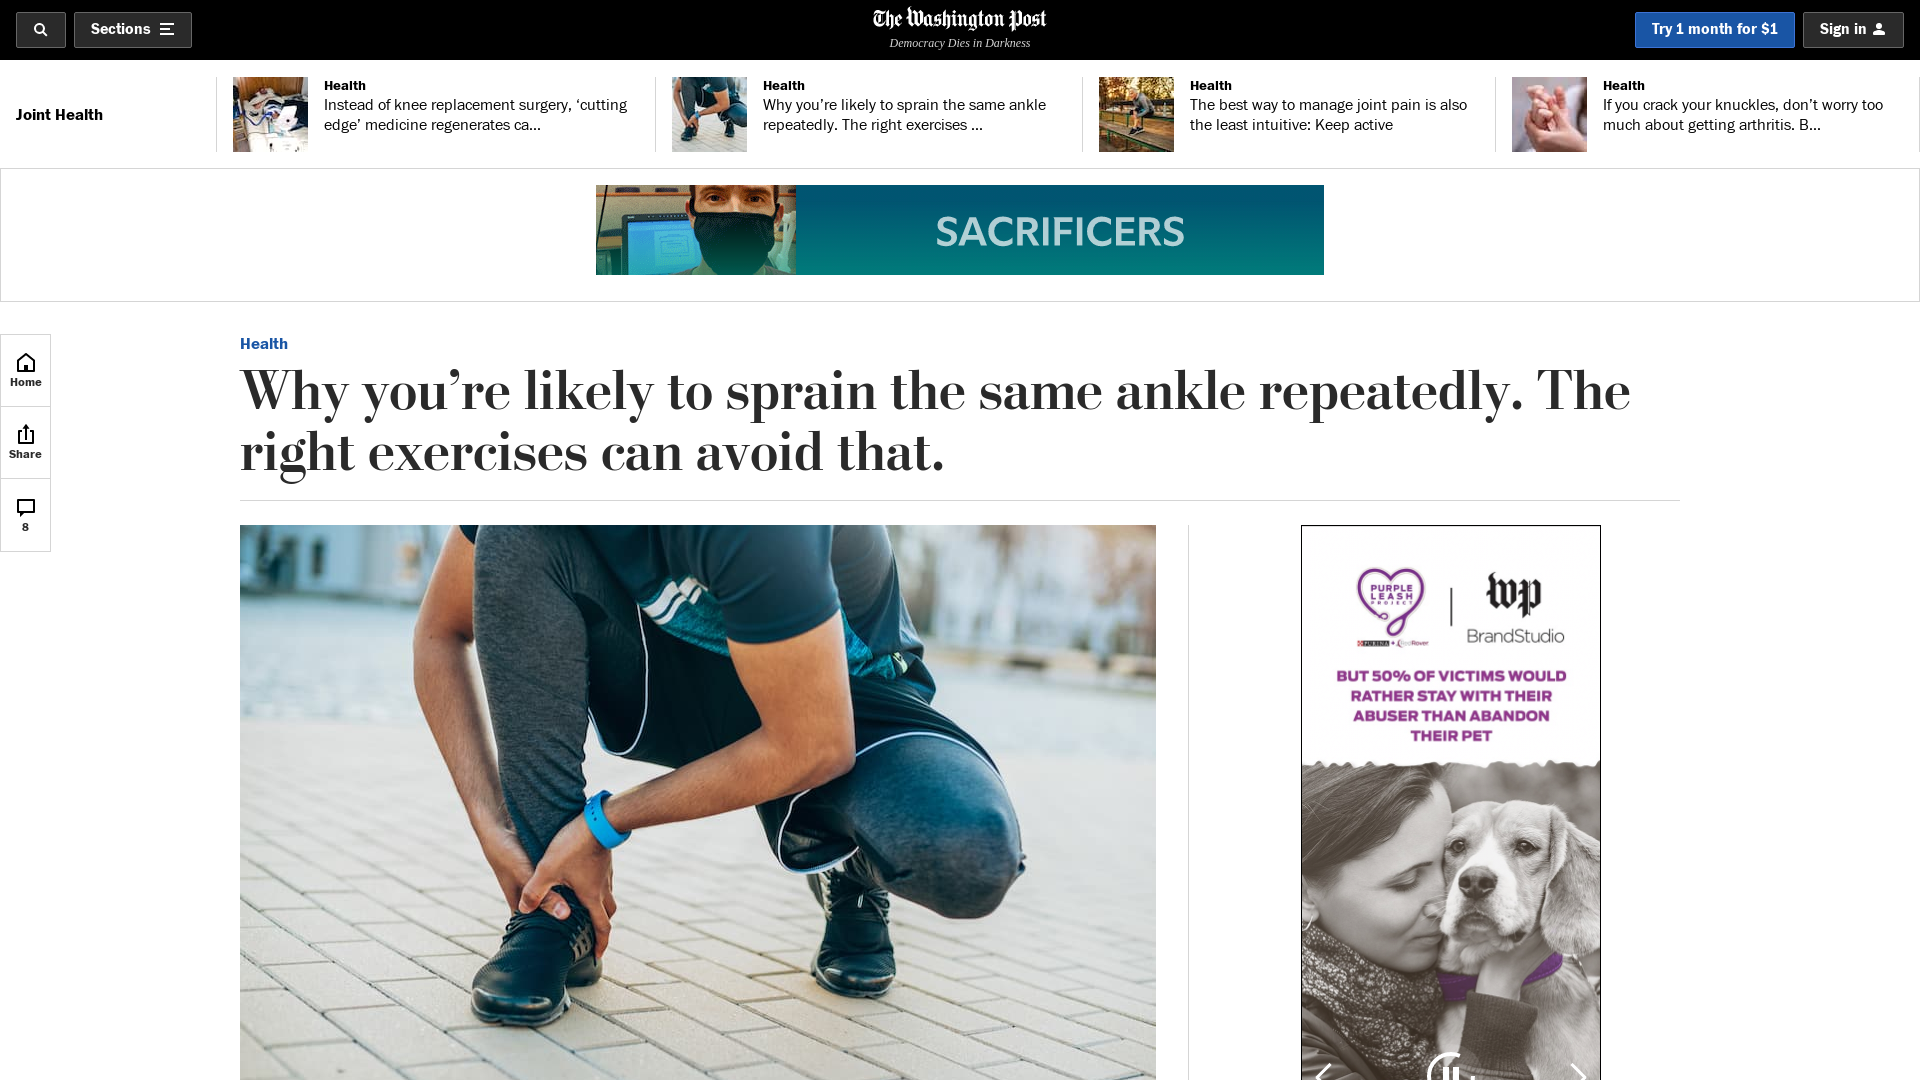 Sections
The Washington Post
Democracy Dies in Darkness
Try 1 month for $1
Sign in
Joint Health
Health
Instead of knee replacement surgery, ‘cutting
edge’ medicine regenerates ca...
Health
Why you’re likely to sprain the same ankle
repeatedly. The right exercises ...
Health
The best way to manage joint pain is also
the least intuitive: Keep active
Health
If you crack your knuckles, don’t worry too
much about getting arthritis. B...
SACRIFICERS
Home
Share
8
Health
Why you’re likely to sprain the same ankle repeatedly. The
right exercises can avoid that.
PURPLE
LEASH
PROJECT
PURINA + RedRover
wp
BrandStudio
BUT 50% OF VICTIMS WOULD
RATHER STAY WITH THEIR
ABUSER THAN ABANDON
THEIR PET